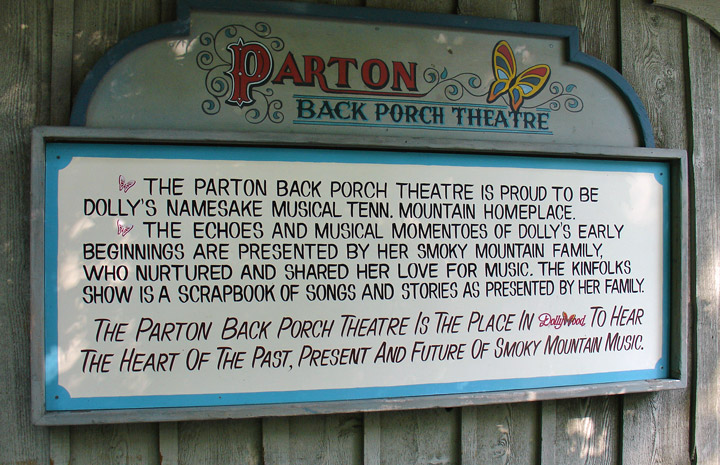 PARTON
BACK PORCH THEATRE
THE PARTON BACK PORCH THEATRE IS PROUD TO BE
DOLLY'S NAMESAKE MUSICAL TENN. MOUNTAIN HOMEPLACE.
THE ECHOES AND MUSICAL MOMENTOES OF DOLLY'S EARLY
BEGINNINGS ARE PRESENTED BY HER SMOKY MOUNTAIN FAMILY,
WHO NURTURED AND SHARED HER LOVE FOR MUSIC. THE KINFOLKS
SHOW IS A SCRAPBOOK OF SONGS AND STORIES AS PRESENTED BY HER FAMILY.
THE PARTON BACK PORCH THEATRE IS THE PLACE IN Dollywood TO HEAR
THE HEART OF THE PAST, PRESENT AND FUTURE OF SMOKY MOUNTAIN MUSIC.